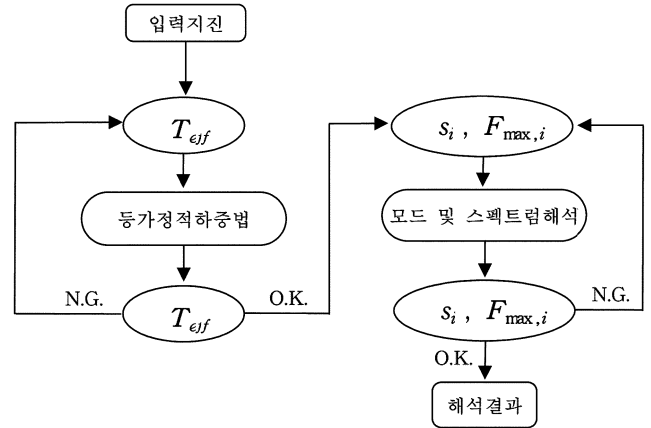 입력지진
T_eff
등가정적하중법
N.G.
O.K.
T_eff
s_i , F_max,i
모드 및 스펙트럼해석
s_i , F_max,i
N.G.
O.K.
해석결과